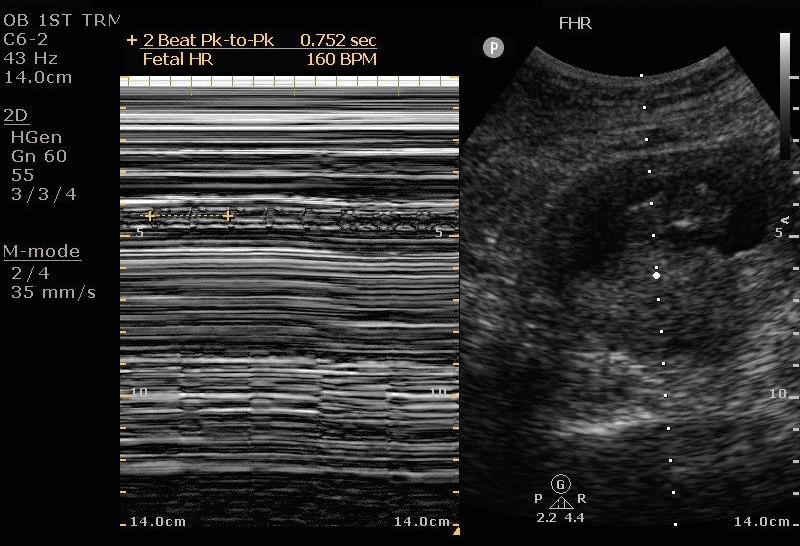 OB 1ST TRM
C6-2
43 Hz
14.0cm
2D
HGen
Gn 60
55
3/3/4
M-mode
2/4
35 mm/s
+ 2 Beat Pk-to-Pk 0.752 sec
Fetal HR 160 BPM
5 5
10 10
14.0cm 14.0cm
FHR
P
5
10
G
P R
2.2 4.4
14.0cm